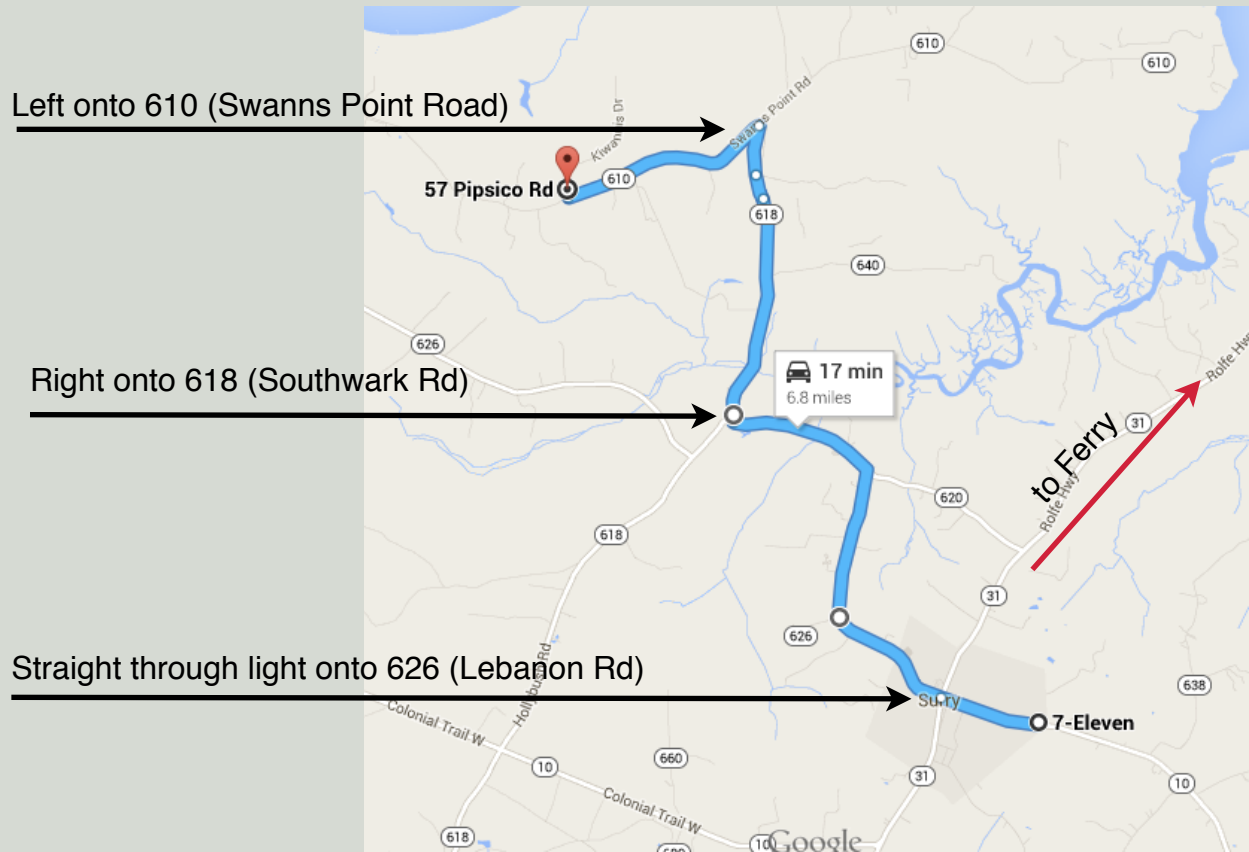 610
610
Left onto 610 (Swanns Point Road)
Swanns Point Rd
Kiwannis Dr
610
57 Pipsico Rd
618
640
626
Right onto 618 (Southwark Rd)
17 min
6.8 miles
Rolfe Hwy
31
to Ferry
Rolfe Hwy
620
618
31
626
Straight through light onto 626 (Lebanon Rd)
Hollybush Rd
638
Surry
7-Eleven
Colonial Trail W
660
10
31
10
Colonial Trail W
618
10
Google